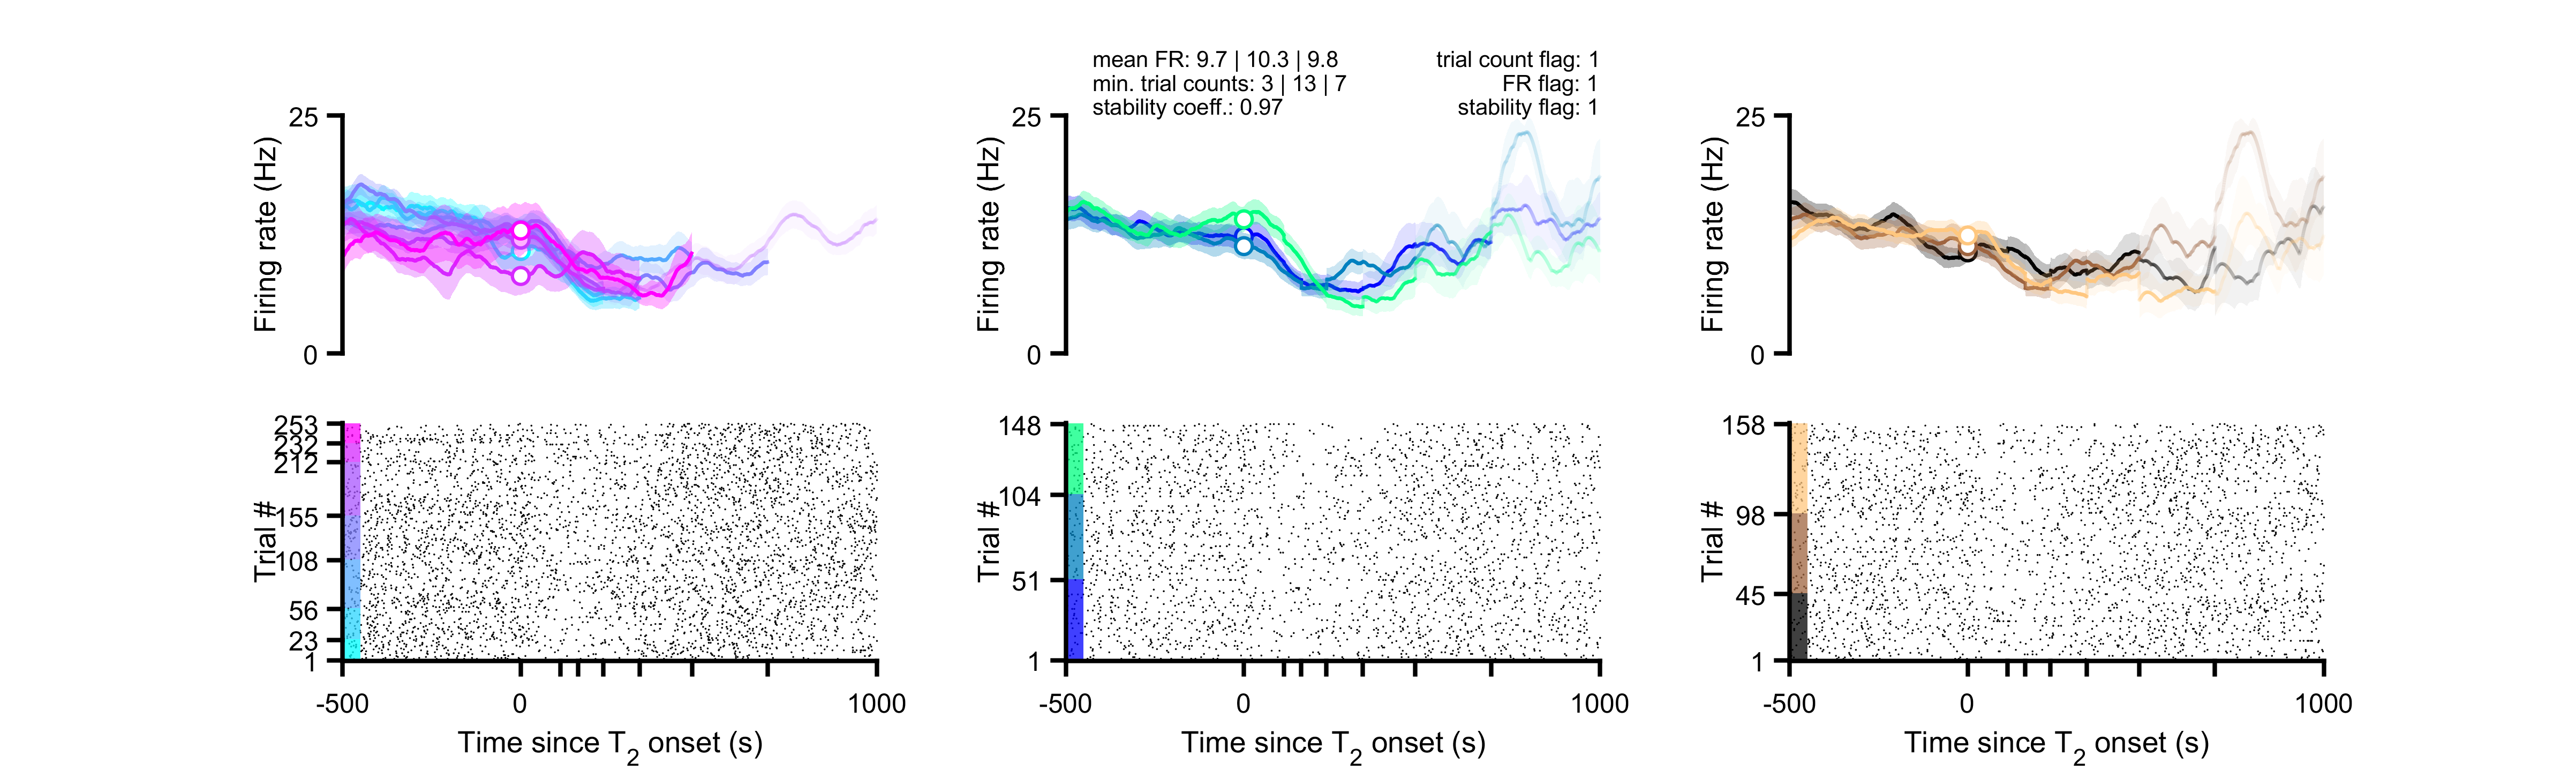 mean FR: 9.7 | 10.3 | 9.8
min. trial counts: 3 | 13 | 7
stability coeff.: 0.97
trial count flag: 1
FR flag: 1
stability flag: 1
25
Firing rate (Hz)
0
25
Firing rate (Hz)
0
25
Firing rate (Hz)
0
253
232
212
155
108
56
23
1
Trial #
-500
0
1000
Time since T2 onset (s)
148
104
51
1
Trial #
-500
0
1000
Time since T2 onset (s)
158
98
45
1
Trial #
-500
0
1000
Time since T2 onset (s)